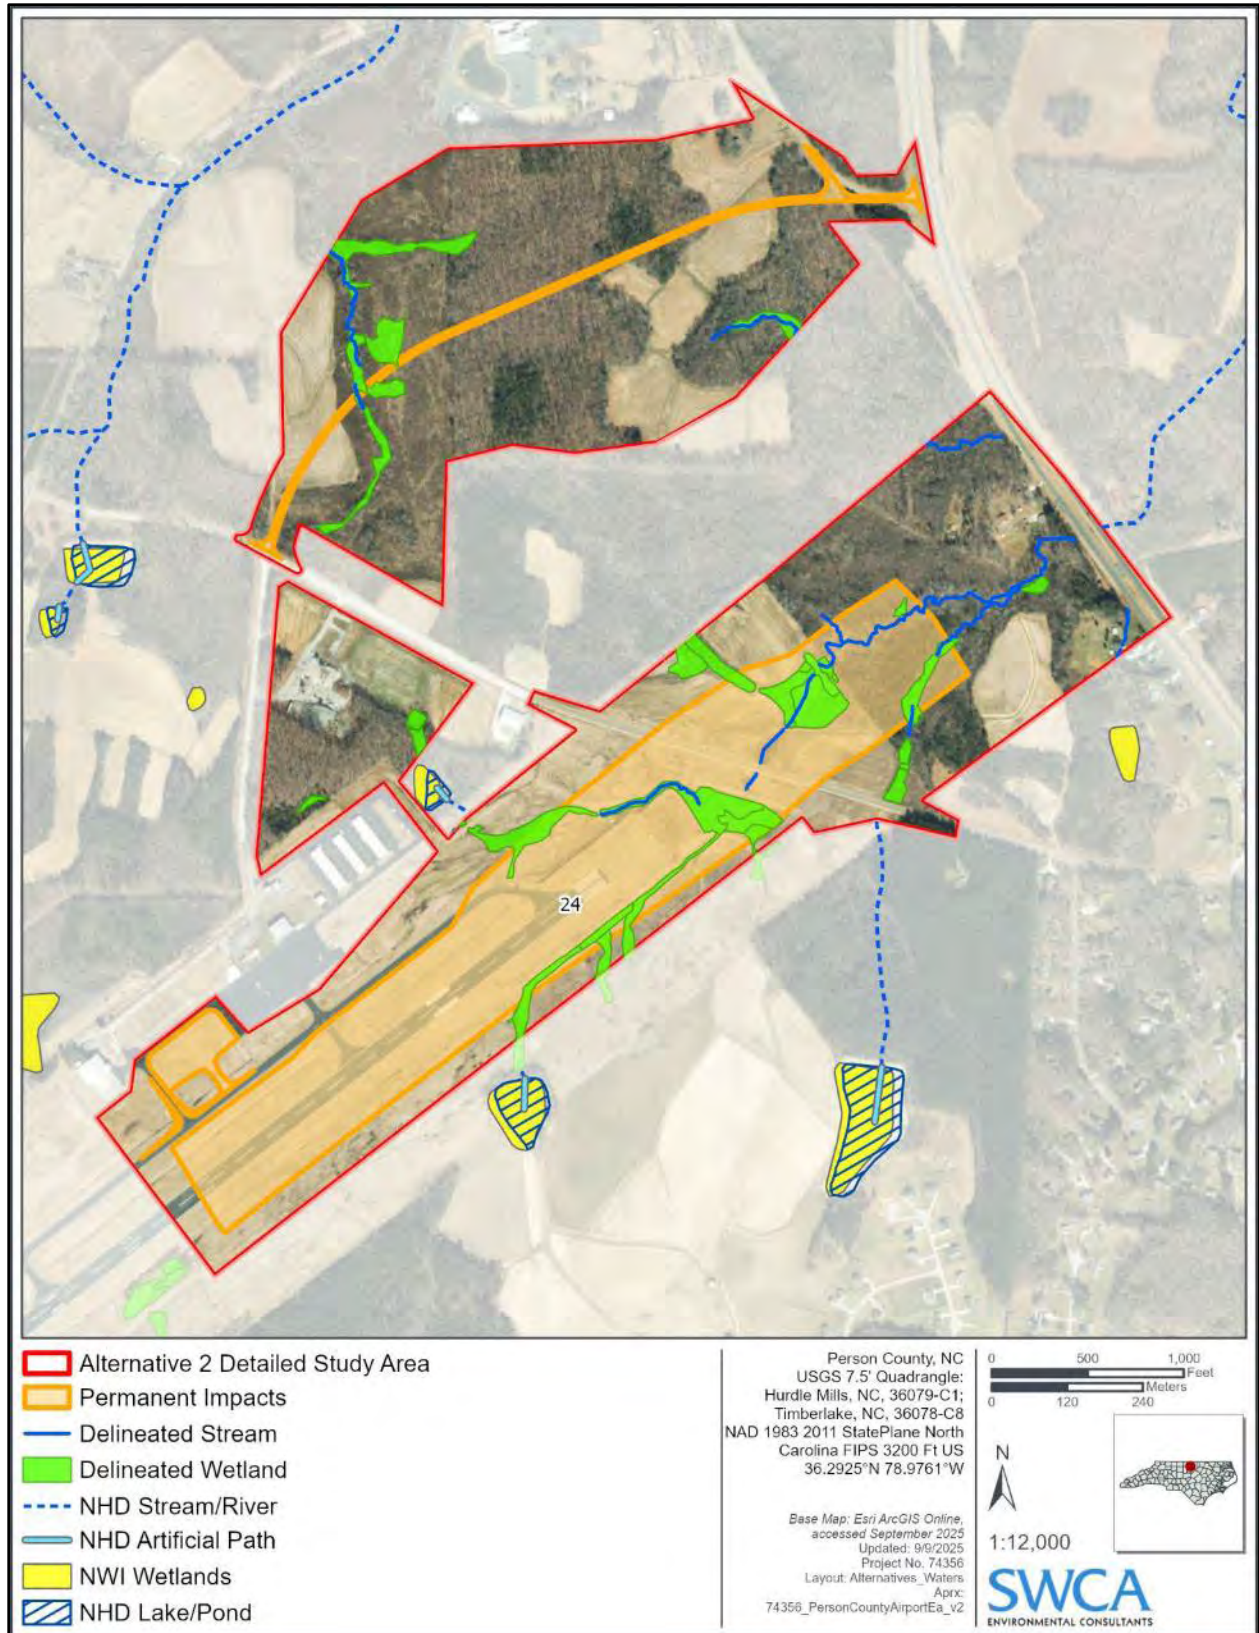 24
Alternative 2 Detailed Study Area
Permanent Impacts
Delineated Stream
Delineated Wetland
NHD Stream/River
NHD Artificial Path
NWI Wetlands
NHD Lake/Pond
Person County, NC
USGS 7.5' Quadrangle:
Hurdle Mills, NC, 36079-C1;
Timberlake, NC, 36078-C8
NAD 1983 2011 StatePlane North
Carolina FIPS 3200 Ft US
36.2925°N 78.9761°W
Base Map: Esri ArcGIS Online,
accessed September 2025
Updated: 9/9/2025
Project No. 74356
Layout: Alternatives_Waters
Aprx:
74356_PersonCountyAirportEa_v2
0 500 1,000
Feet
Meters
0 120 240
N
1:12,000
SWCA
ENVIRONMENTAL CONSULTANTS